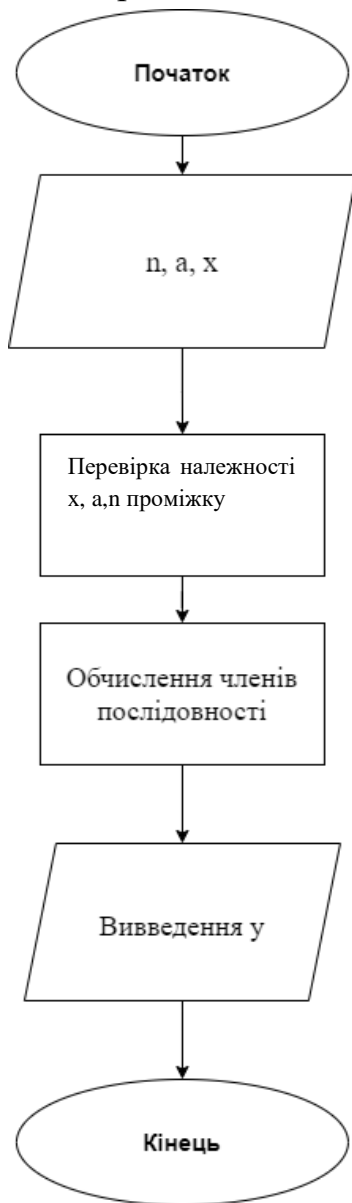 Початок
n, a, x
Перевірка належності
x, a,n проміжку
Обчислення членів
послідовності
Вивведення y
Кінець